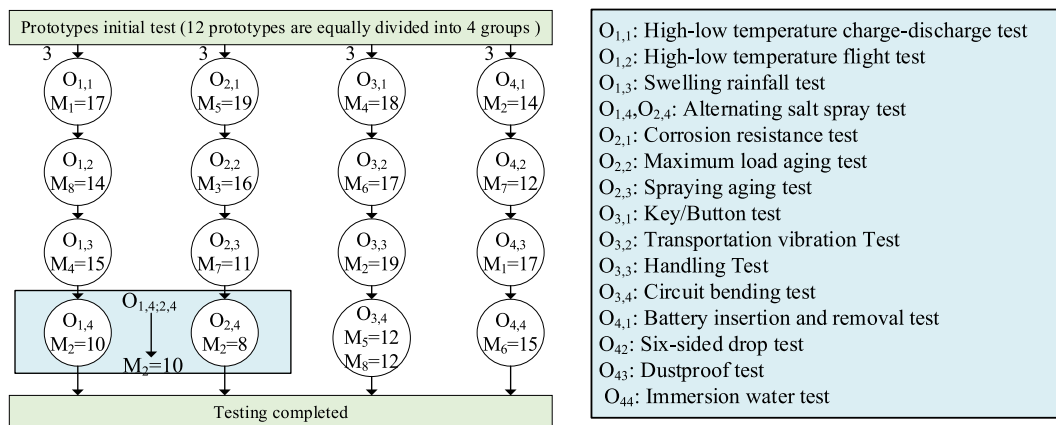 Prototypes initial test (12 prototypes are equally divided into 4 groups )
3 3 3 3
O1,1 O2,1 O3,1 O4,1
M1=17 M5=19 M4=18 M2=14
O1,2 O2,2 O3,2 O4,2
M8=14 M3=16 M6=17 M7=12
O1,3 O2,3 O3,3 O4,3
M4=15 M7=11 M2=19 M1=17
O1,4;2,4
O1,4 O2,4 O3,4 O4,4
M2=10 M2=8 M5=12 M6=15
M2=10 M8=12
Testing completed
O1,1: High-low temperature charge-discharge test
O1,2: High-low temperature flight test
O1,3: Swelling rainfall test
O1,4,O2,4: Alternating salt spray test
O2,1: Corrosion resistance test
O2,2: Maximum load aging test
O2,3: Spraying aging test
O3,1: Key/Button test
O3,2: Transportation vibration Test
O3,3: Handling Test
O3,4: Circuit bending test
O4,1: Battery insertion and removal test
O42: Six-sided drop test
O43: Dustproof test
O44: Immersion water test